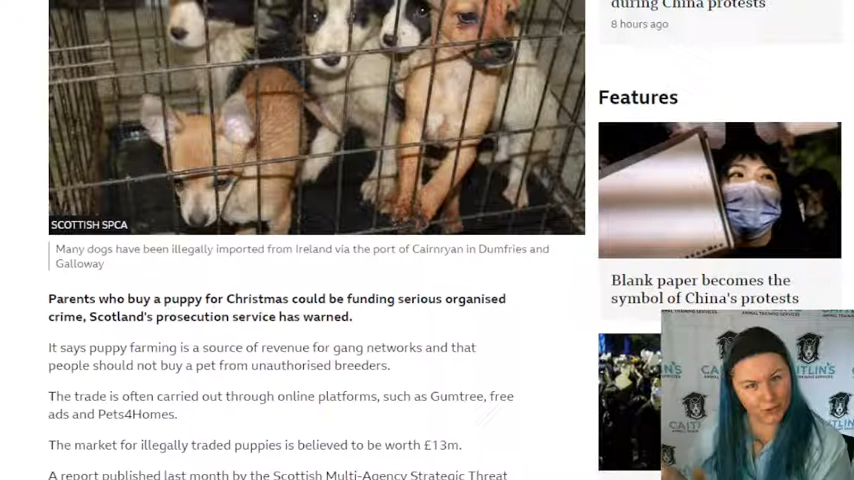 during China protests
8 hours ago
Features
SCOTTISH SPCA
Many dogs have been illegally imported from Ireland via the port of Cairnryan in Dumfries and
Galloway
Parents who buy a puppy for Christmas could be funding serious organised
crime, Scotland's prosecution service has warned.
It says puppy farming is a source of revenue for gang networks and that
people should not buy a pet from unauthorised breeders.
The trade is often carried out through online platforms, such as Gumtree, free
ads and Pets4Homes.
The market for illegally traded puppies is believed to be worth £13m.
A report published last month by the Scottish Multi-Agency Strategic Threat
Blank paper becomes the
symbol of China's protests
ANIMAL TRAINING SERVICES
CAITLIN'S